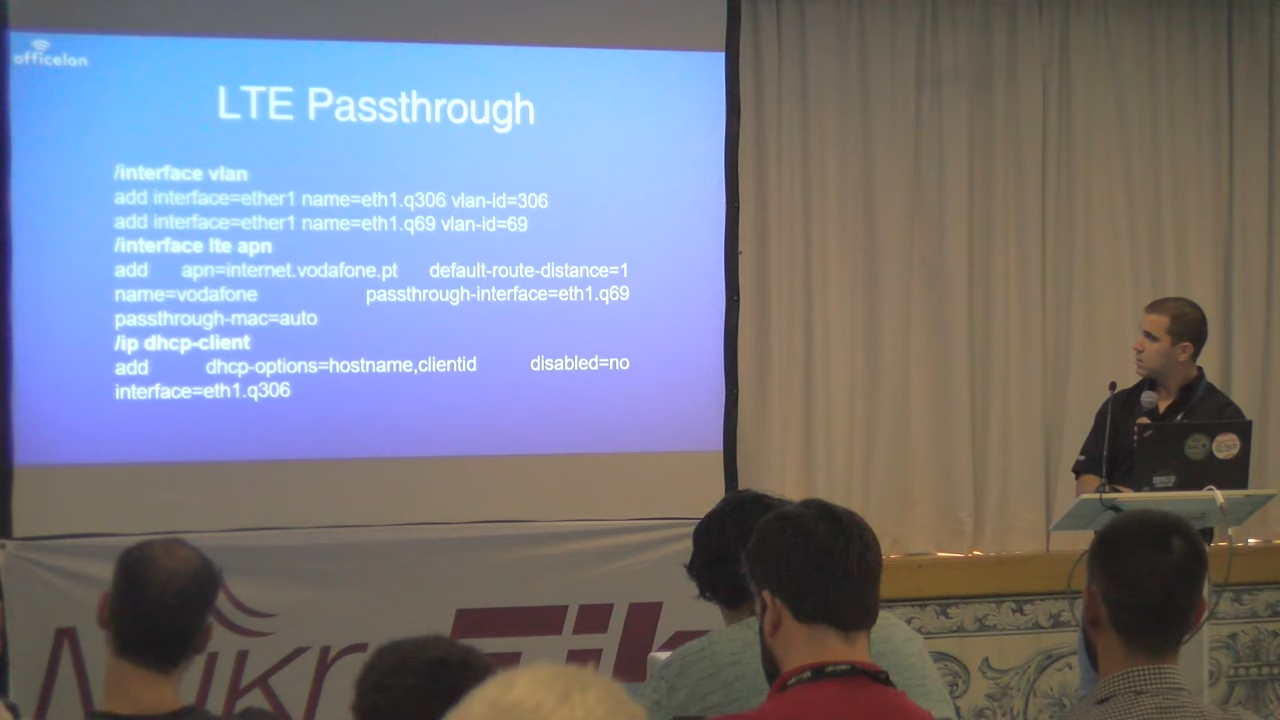 officelan
LTE Passthrough
/interface vlan
add interface=ether1 name=eth1.q306 vlan-id=306
add interface=ether1 name=eth1.q69 vlan-id=69
/interface lte apn
add apn=internet.vodafone.pt default-route-distance=1
name=vodafone passthrough-interface=eth1.q69
passthrough-mac=auto
/ip dhcp-client
add dhcp-options=hostname,clientid disabled=no
interface=eth1.q306